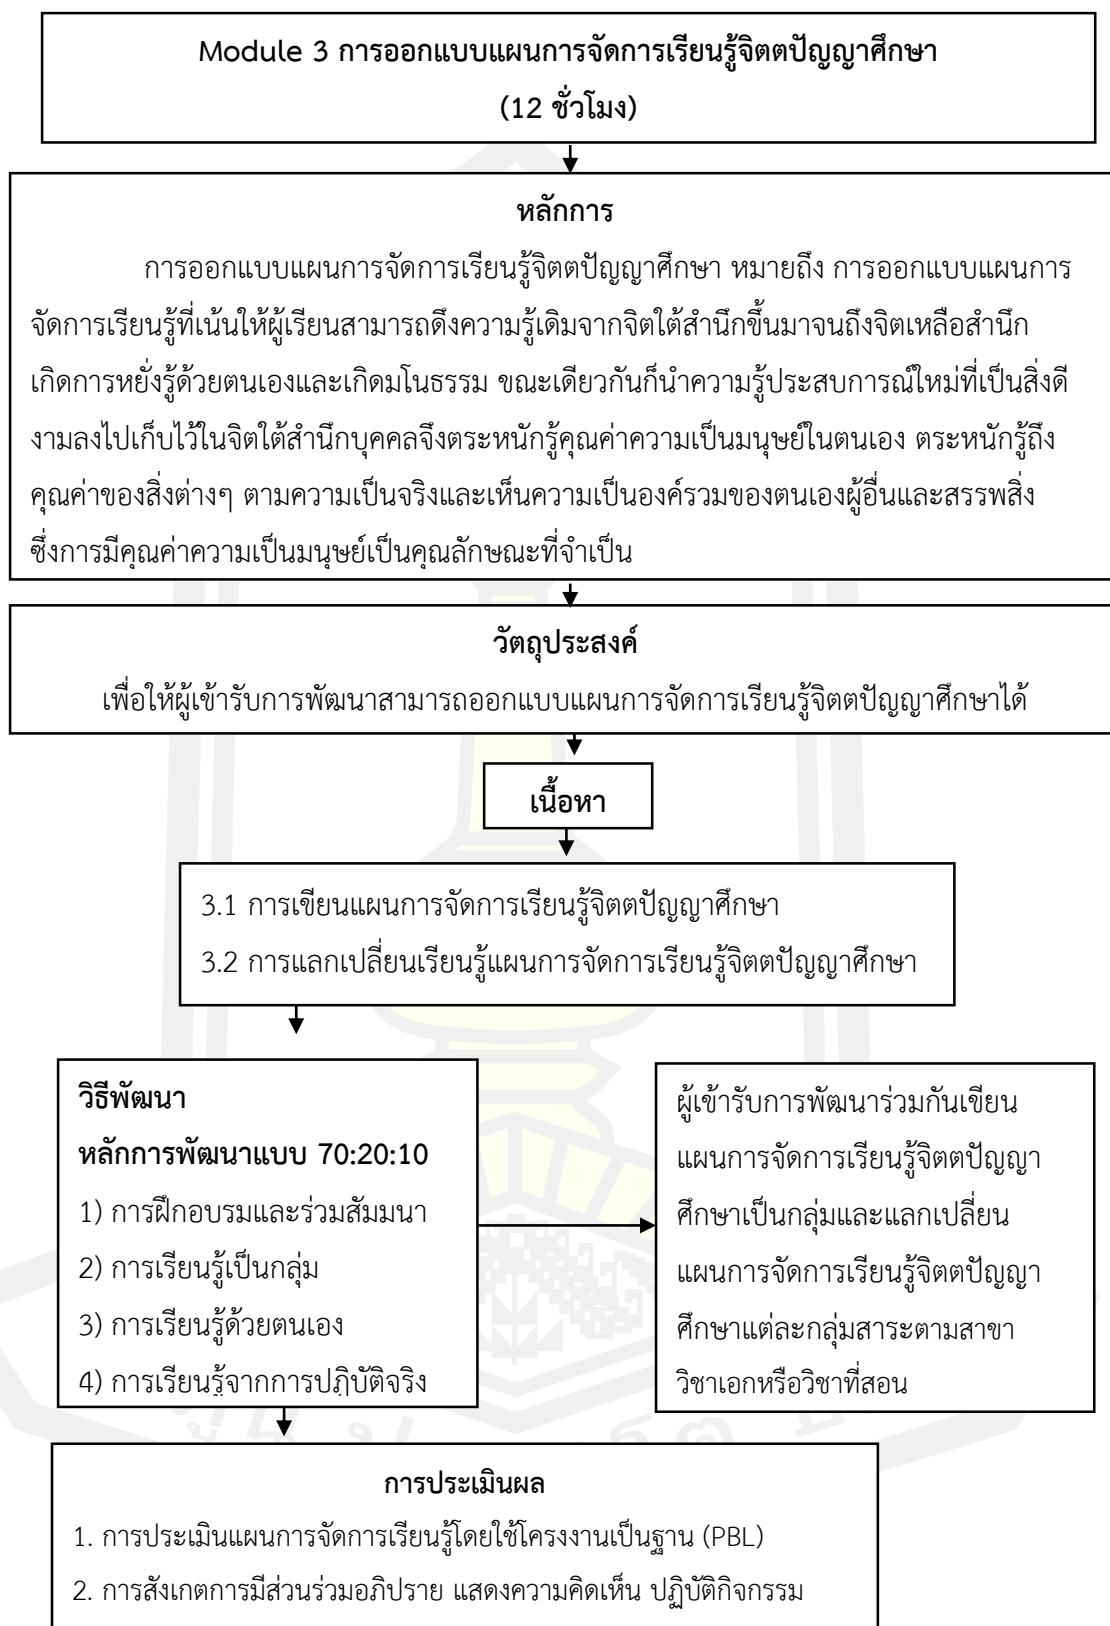 Module 3 การออกแบบแผนการจัดการเรียนรู้จิตตปัญญาศึกษา
(12 ชั่วโมง)
หลักการ
การออกแบบแผนการจัดการเรียนรู้จิตตปัญญาศึกษา หมายถึง การออกแบบแผนการ
จัดการเรียนรู้ที่เน้นให้ผู้เรียนสามารถดึงความรู้เดิมจากจิตใต้สำนึกขึ้นมาจนถึงจิตเหลือสำนึก
เกิดการหยั่งรู้ด้วยตนเองและเกิดมโนธรรม ขณะเดียวกันก็นำความรู้ประสบการณ์ใหม่ที่เป็นสิ่งดี
งามลงไปเก็บไว้ในจิตใต้สำนึกบุคคลจึงตระหนักรู้คุณค่าความเป็นมนุษย์ในตนเอง ตระหนักรู้ถึง
คุณค่าของสิ่งต่างๆ ตามความเป็นจริงและเห็นความเป็นองค์รวมของตนเองผู้อื่นและสรรพสิ่ง
ซึ่งการมีคุณค่าความเป็นมนุษย์เป็นคุณลักษณะที่จำเป็น
วัตถุประสงค์
เพื่อให้ผู้เข้ารับการพัฒนาสามารถออกแบบแผนการจัดการเรียนรู้จิตตปัญญาศึกษาได้
เนื้อหา
3.1 การเขียนแผนการจัดการเรียนรู้จิตตปัญญาศึกษา
3.2 การแลกเปลี่ยนเรียนรู้แผนการจัดการเรียนรู้จิตตปัญญาศึกษา
วิธีพัฒนา
หลักการพัฒนาแบบ 70:20:10
1) การฝึกอบรมและร่วมสัมมนา
2) การเรียนรู้เป็นกลุ่ม
3) การเรียนรู้ด้วยตนเอง
4) การเรียนรู้จากการปฏิบัติจริง
ผู้เข้ารับการพัฒนาร่วมกันเขียน
แผนการจัดการเรียนรู้จิตตปัญญา
ศึกษาเป็นกลุ่มและแลกเปลี่ยน
แผนการจัดการเรียนรู้จิตตปัญญา
ศึกษาแต่ละกลุ่มสาระตามสาขา
วิชาเอกหรือวิชาที่สอน
การประเมินผล
1. การประเมินแผนการจัดการเรียนรู้โดยใช้โครงงานเป็นฐาน (PBL)
2. การสังเกตการมีส่วนร่วมอภิปราย แสดงความคิดเห็น ปฏิบัติกิจกรรม